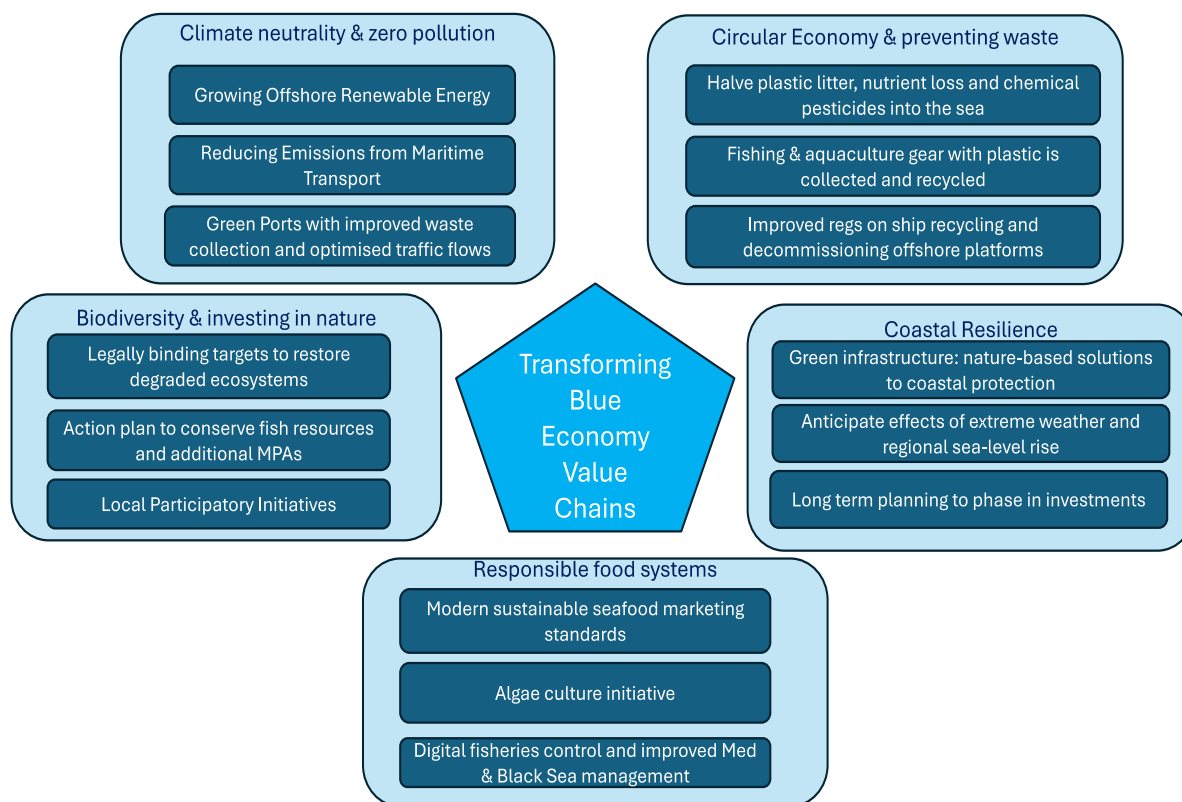 Climate neutrality & zero pollution
Growing Offshore Renewable Energy
Reducing Emissions from Maritime
Transport
Green Ports with improved waste
collection and optimised traffic flows
Circular Economy & preventing waste
Halve plastic litter, nutrient loss and chemical
pesticides into the sea
Fishing & aquaculture gear with plastic is
collected and recycled
Improved regs on ship recycling and
decommissioning offshore platforms
Biodiversity & investing in nature
Legally binding targets to restore
degraded ecosystems
Action plan to conserve fish resources
and additional MPAs
Local Participatory Initiatives
Transforming
Blue
Economy
Value
Chains
Coastal Resilience
Green infrastructure: nature-based solutions
to coastal protection
Anticipate effects of extreme weather and
regional sea-level rise
Long term planning to phase in investments
Responsible food systems
Modern sustainable seafood marketing
standards
Algae culture initiative
Digital fisheries control and improved Med
& Black Sea management